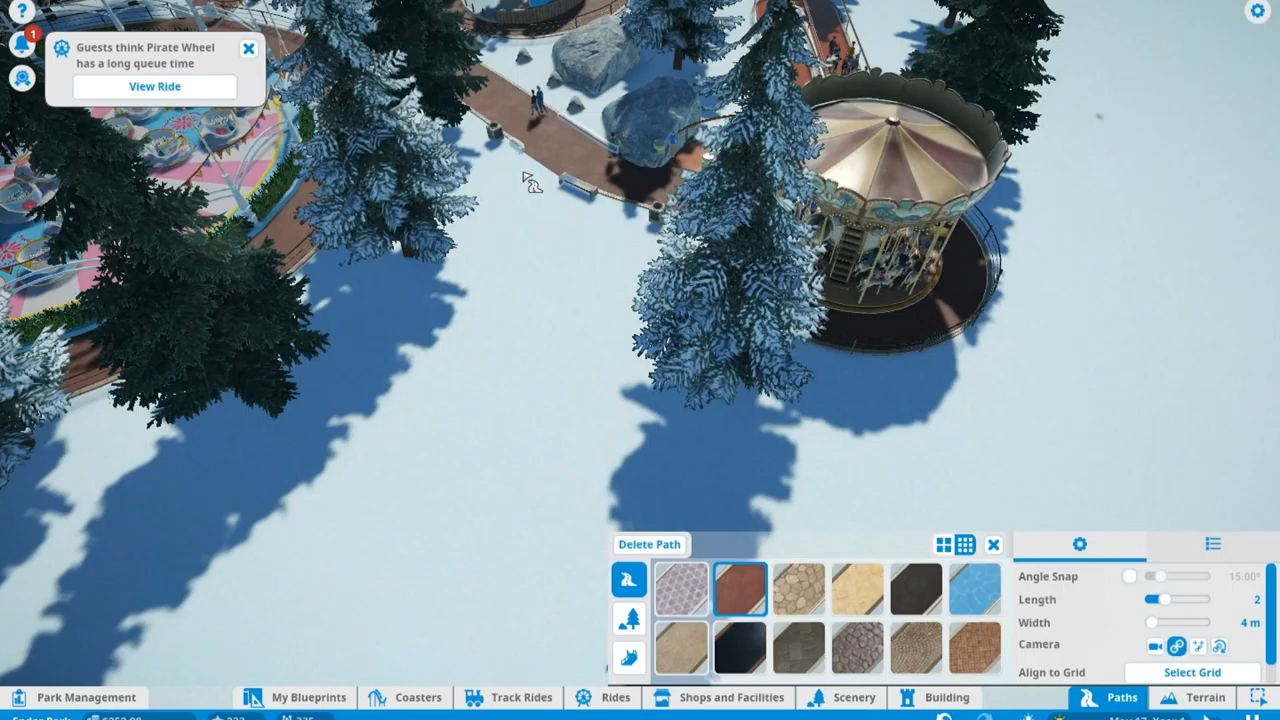 ?
1
Guests think Pirate Wheel
has a long queue time
View Ride
Delete Path
Angle Snap 15.00°
Length 2
Width 4 m
Camera
Align to Grid Select Grid
Park Management My Blueprints Coasters Track Rides Rides Shops and Facilities Scenery Building Paths Terrain